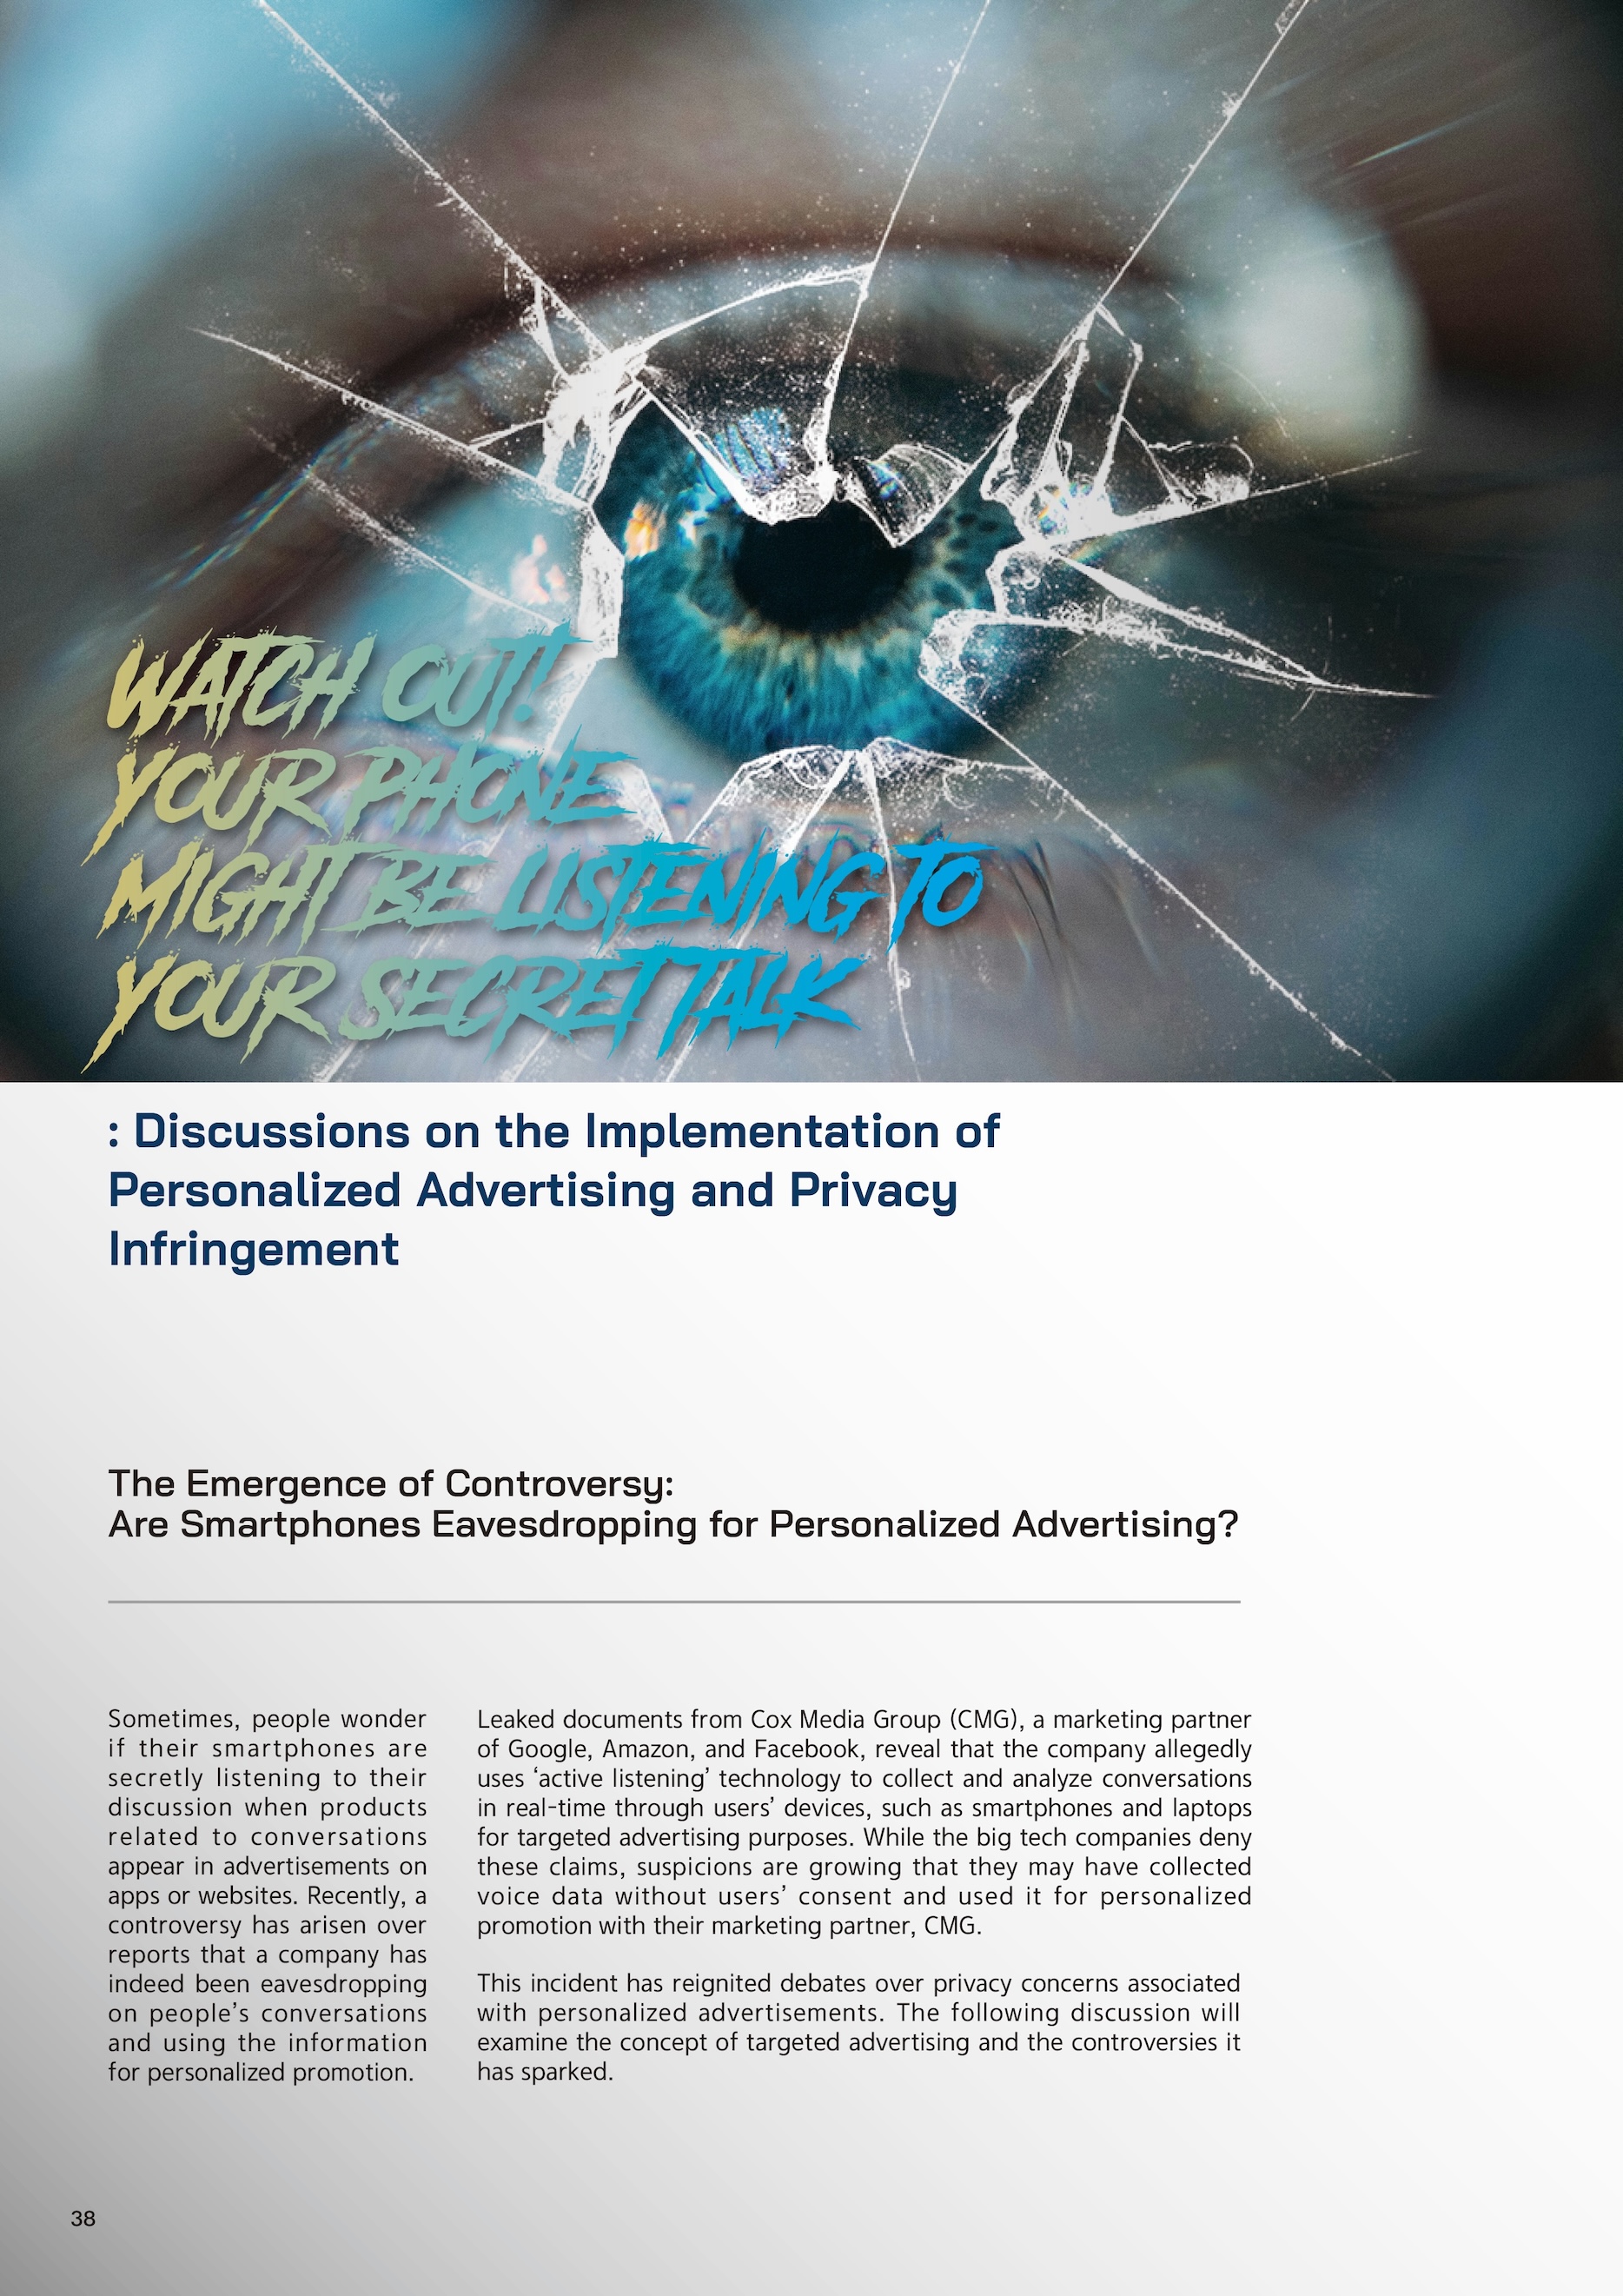 WATCH OUT!
YOUR PHONE
MIGHT BE LISTENING TO
YOUR SECRET TALK
: Discussions on the Implementation of
Personalized Advertising and Privacy
Infringement
The Emergence of Controversy:
Are Smartphones Eavesdropping for Personalized Advertising?
Sometimes, people wonder
if their smartphones are
secretly listening to their
discussion when products
related to conversations
appear in advertisements on
apps or websites. Recently, a
controversy has arisen over
reports that a company has
indeed been eavesdropping
on people’s conversations
and using the information
for personalized promotion.
Leaked documents from Cox Media Group (CMG), a marketing partner
of Google, Amazon, and Facebook, reveal that the company allegedly
uses ‘active listening’ technology to collect and analyze conversations
in real-time through users’ devices, such as smartphones and laptops
for targeted advertising purposes. While the big tech companies deny
these claims, suspicions are growing that they may have collected
voice data without users’ consent and used it for personalized
promotion with their marketing partner, CMG.
This incident has reignited debates over privacy concerns associated
with personalized advertisements. The following discussion will
examine the concept of targeted advertising and the controversies it
has sparked.
38